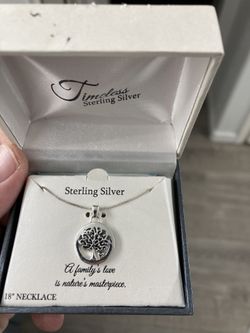 Timeless
Sterling Silver
Sterling Silver
A family's love
is nature's masterpiece.
18" NECKLACE